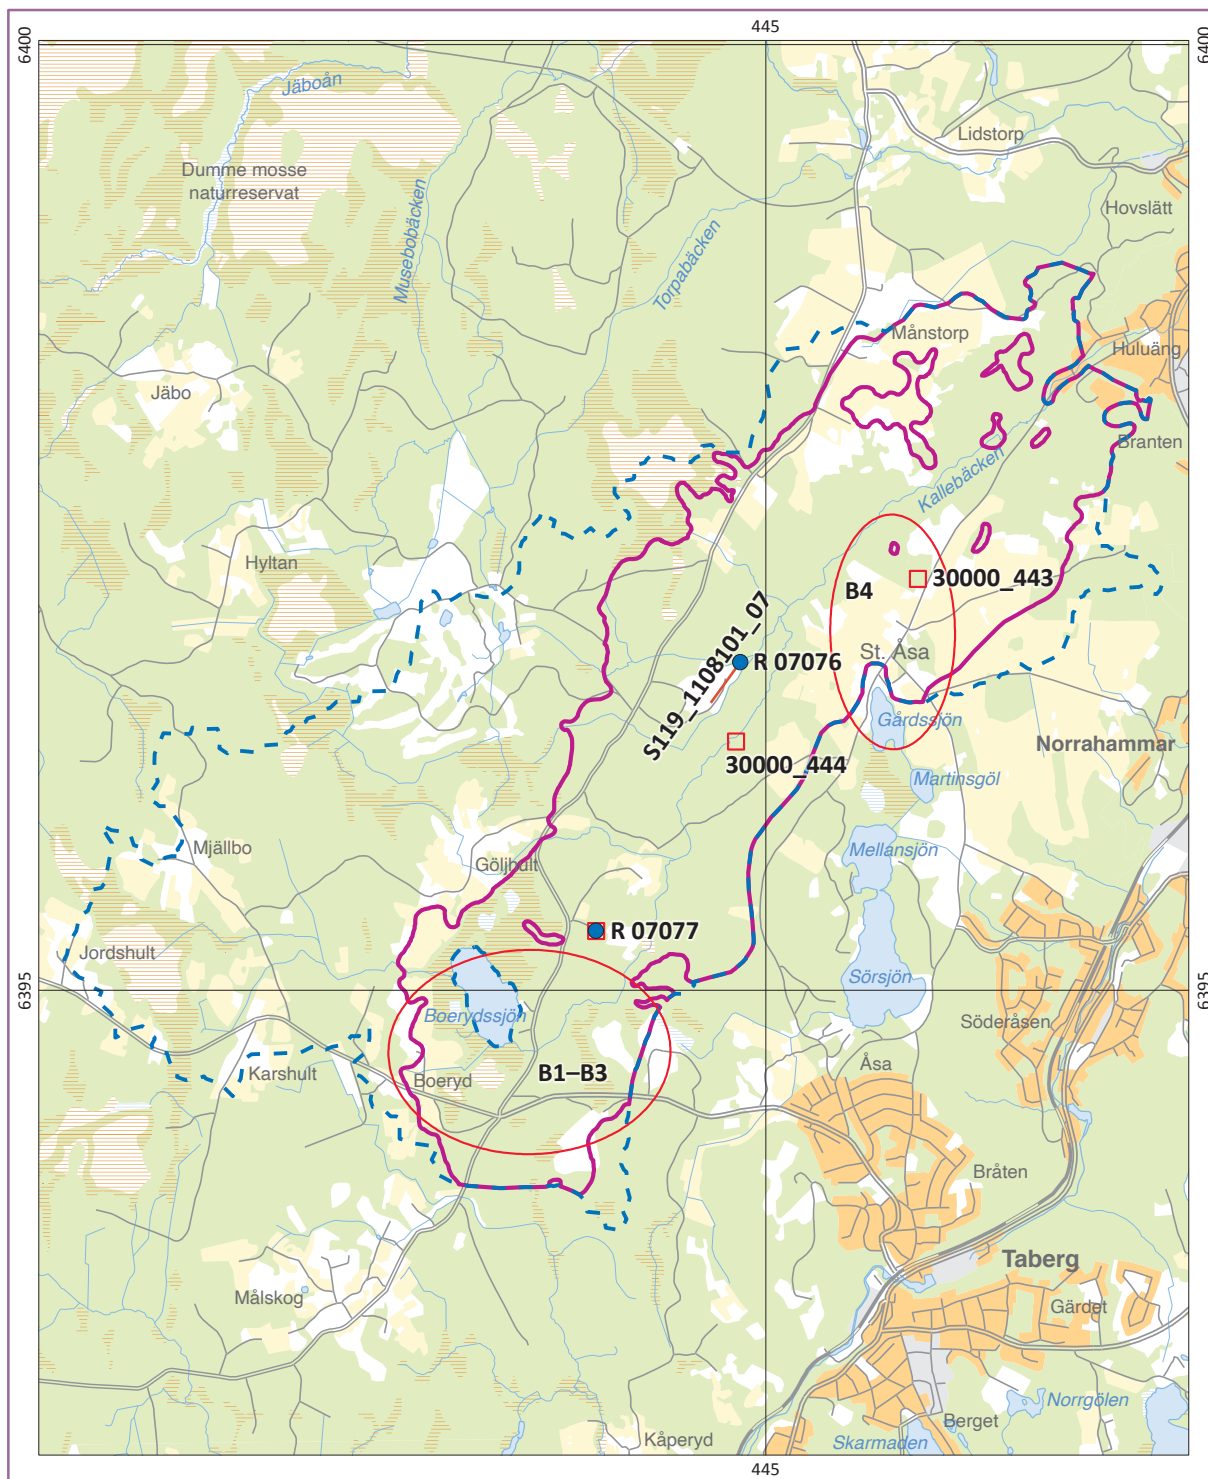 445
6400
6400
Jäboån
Lidstorp
Dumme mosse
naturreservat
Hovslätt
Musebobäcken
Torpabäcken
Månstorp
Huluäng
Jäbo
Branten
Kallebäcken
Hyltan
30000_443
B4
S119_1108101_07
St. Åsa
R 07076
Gårdssjön
Norrahammar
30000_444
Martinsgöl
Mjällbo
Mellansjön
Göljhult
R 07077
Jordshult
Sörsjön
6395
6395
Boerydssjön
Söderåsen
Åsa
Karshult
Boeryd
B1–B3
Bråten
Taberg
Målskog
Gärdet
Norrgölen
Berget
Kåperyd
Skarmaden
445